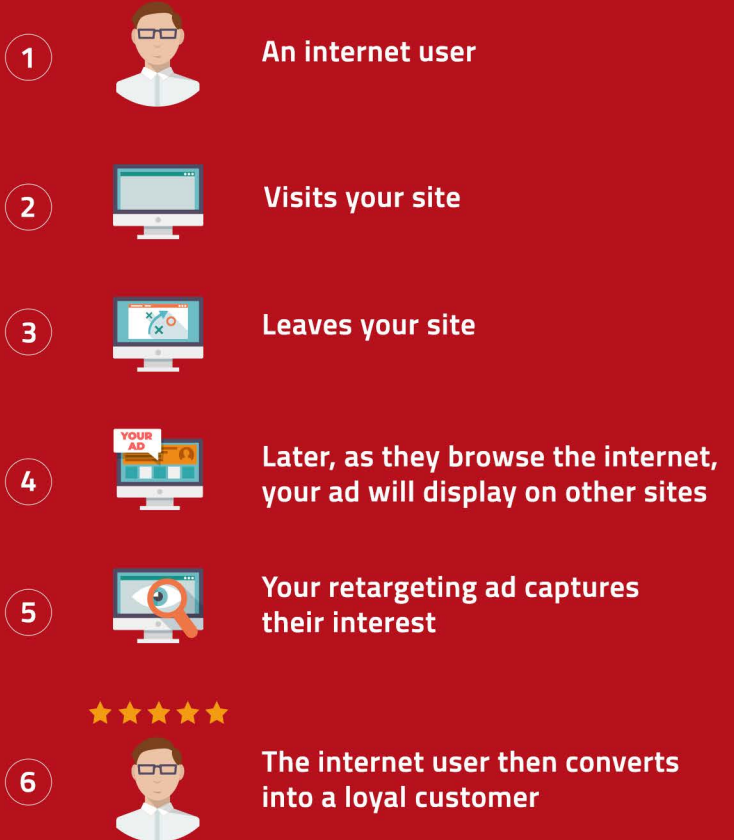 1
An internet user
2
Visits your site
3
Leaves your site
YOUR
AD
4
Later, as they browse the internet,
your ad will display on other sites
5
Your retargeting ad captures
their interest
6
The internet user then converts
into a loyal customer